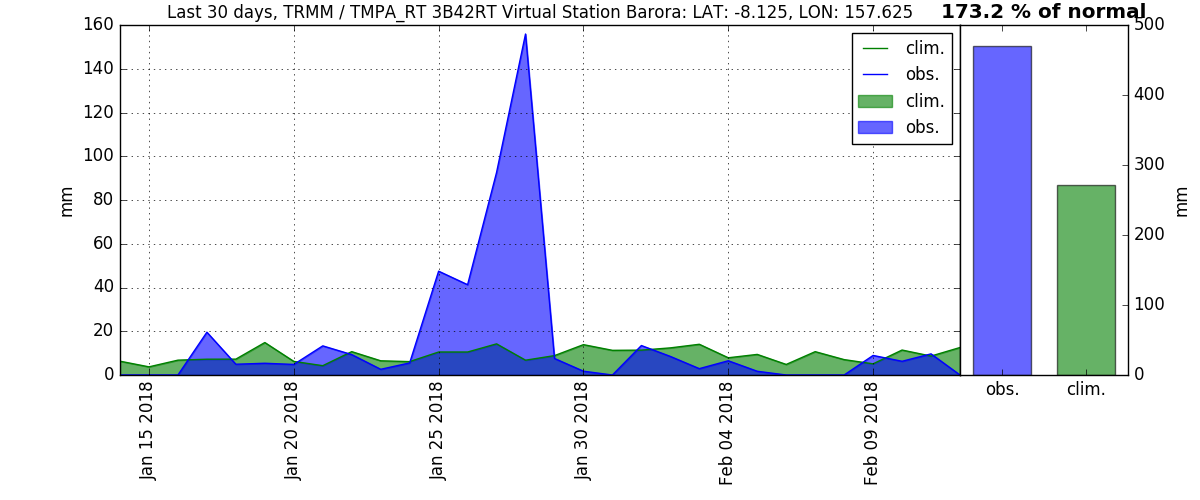 Last 30 days, TRMM / TMPA_RT 3B42RT Virtual Station Barora: LAT: -8.125, LON: 157.625
173.2 % of normal
160
140
120
100
80
60
40
20
0
mm
clim.
obs.
clim.
obs.
500
400
300
200
100
0
mm
obs.
clim.
Jan 15 2018
Jan 20 2018
Jan 25 2018
Jan 30 2018
Feb 04 2018
Feb 09 2018